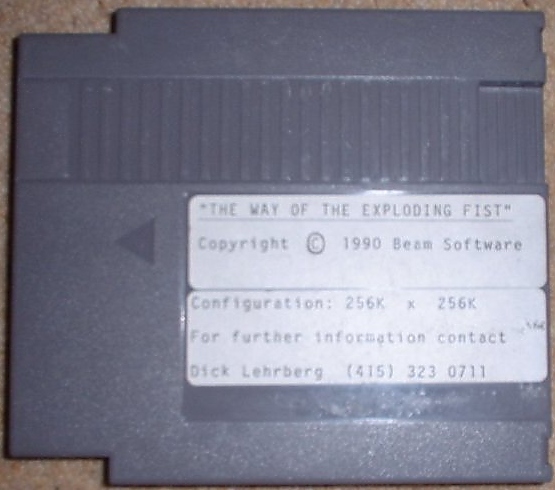 "THE WAY OF THE EXPLODING FIST"
Copyright © 1990 Beam Software
Configuration: 256K x 256K
For further information contact
Dick Lehrberg (415) 323 0711